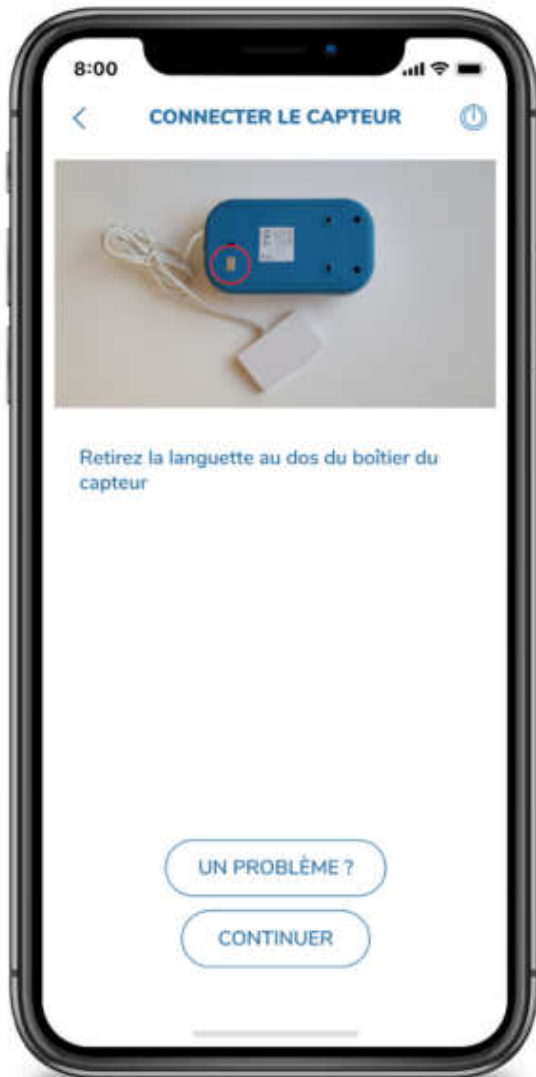 8:00
CONNECTER LE CAPTEUR
Retirez la languette au dos du boîtier du
capteur
UN PROBLÈME ?
CONTINUER